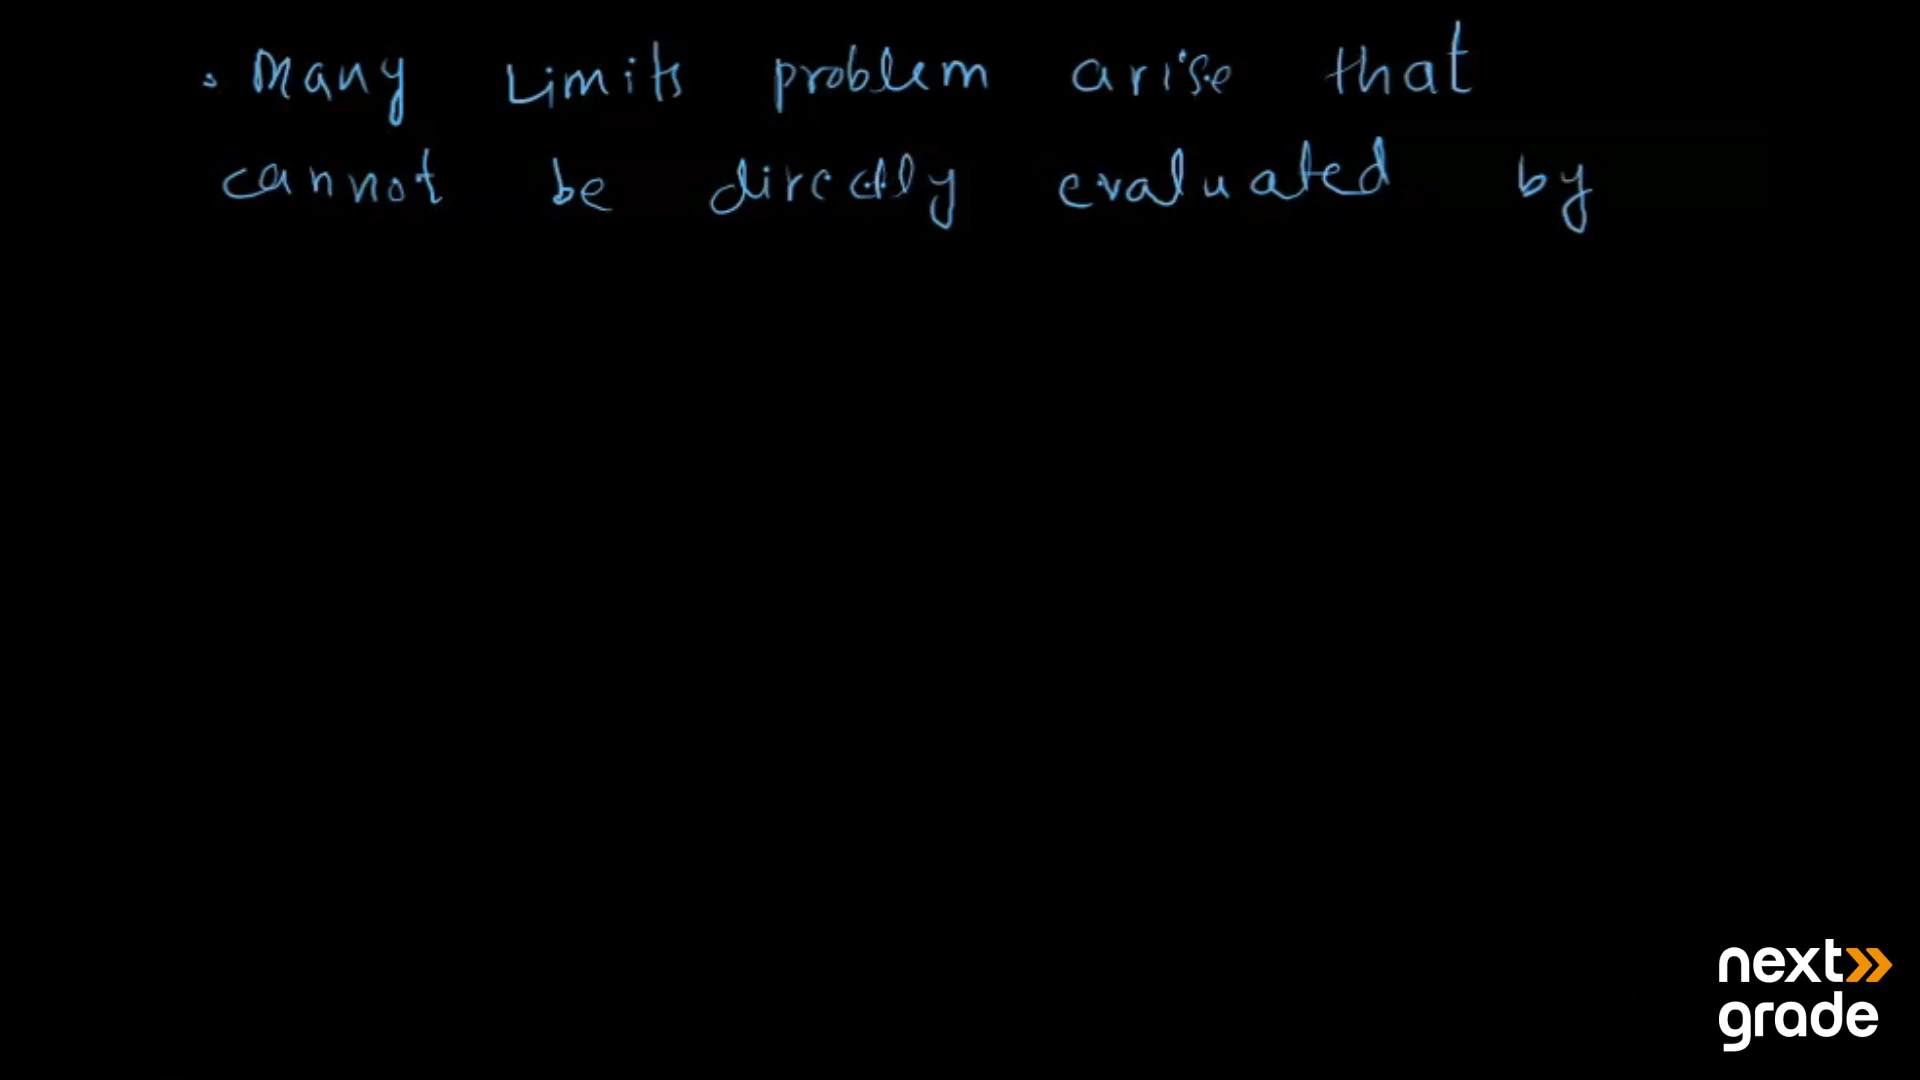 . Many Limits problem arise that
cannot be directly evaluated by
next
grade